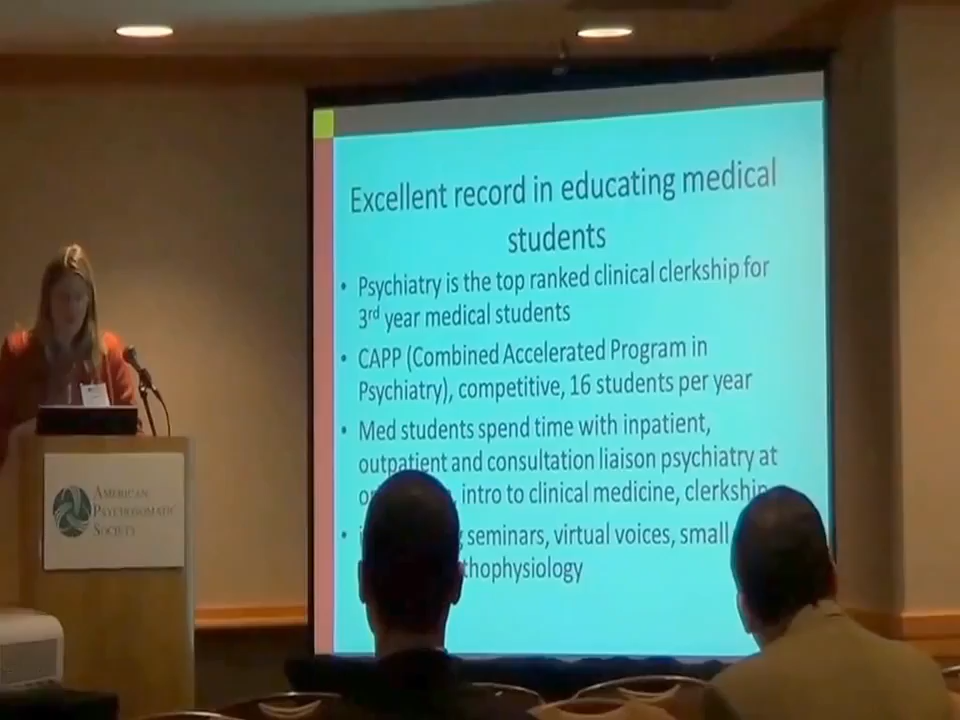 Excellent record in educating medical
students
• Psychiatry is the top ranked clinical clerkship for
3rd year medical students
• CAPP (Combined Accelerated Program in
Psychiatry), competitive, 16 students per year
• Med students spend time with inpatient,
outpatient and consultation liaison psychiatry at
intro to clinical medicine, clerkship
• seminars, virtual voices, small
AMERICAN
PSYCHOSOMATIC
SOCIETY